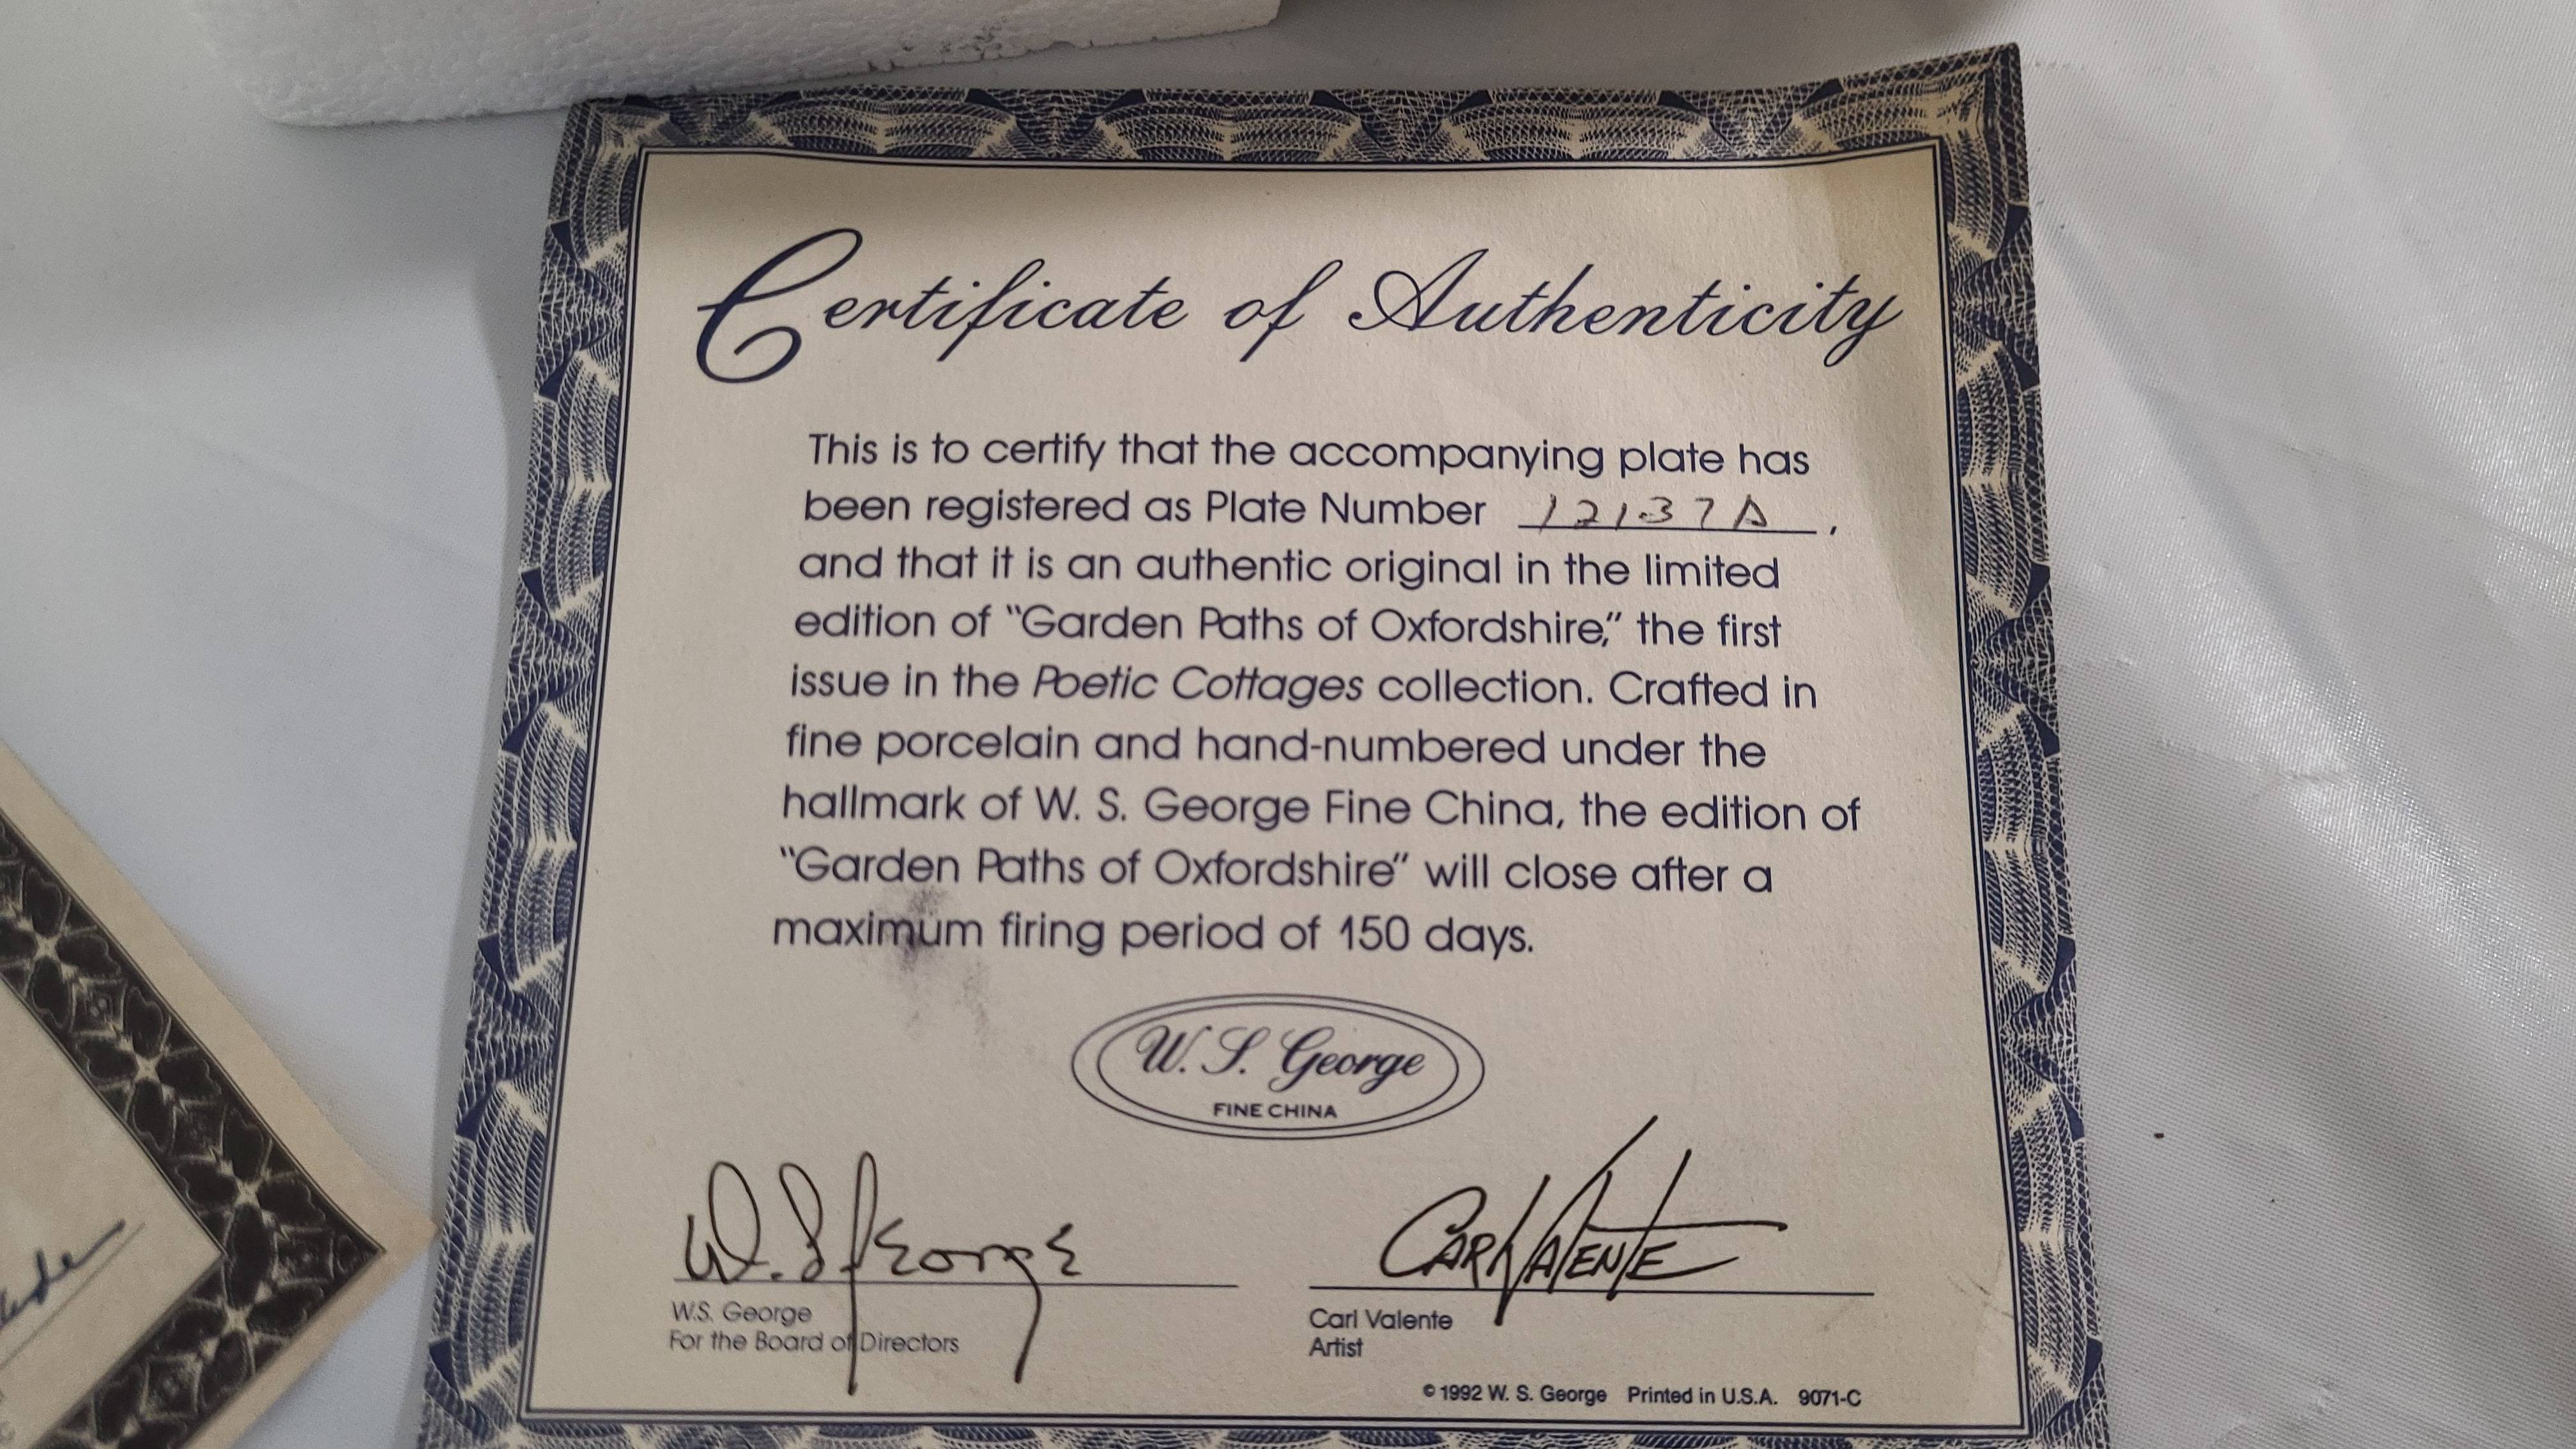 Certificate of Authenticity
This is to certify that the accompanying plate has
been registered as Plate Number 12137A,
and that it is an authentic original in the limited
edition of "Garden Paths of Oxfordshire," the first
issue in the Poetic Cottages collection. Crafted in
fine porcelain and hand-numbered under the
hallmark of W. S. George Fine China, the edition of
"Garden Paths of Oxfordshire" will close after a
maximum firing period of 150 days.
W. S. George
FINE CHINA
W. S. George
Carl Valente
W.S. George
For the Board of Directors
Carl Valente
Artist
© 1992 W. S. George Printed in U.S.A. 9071-C